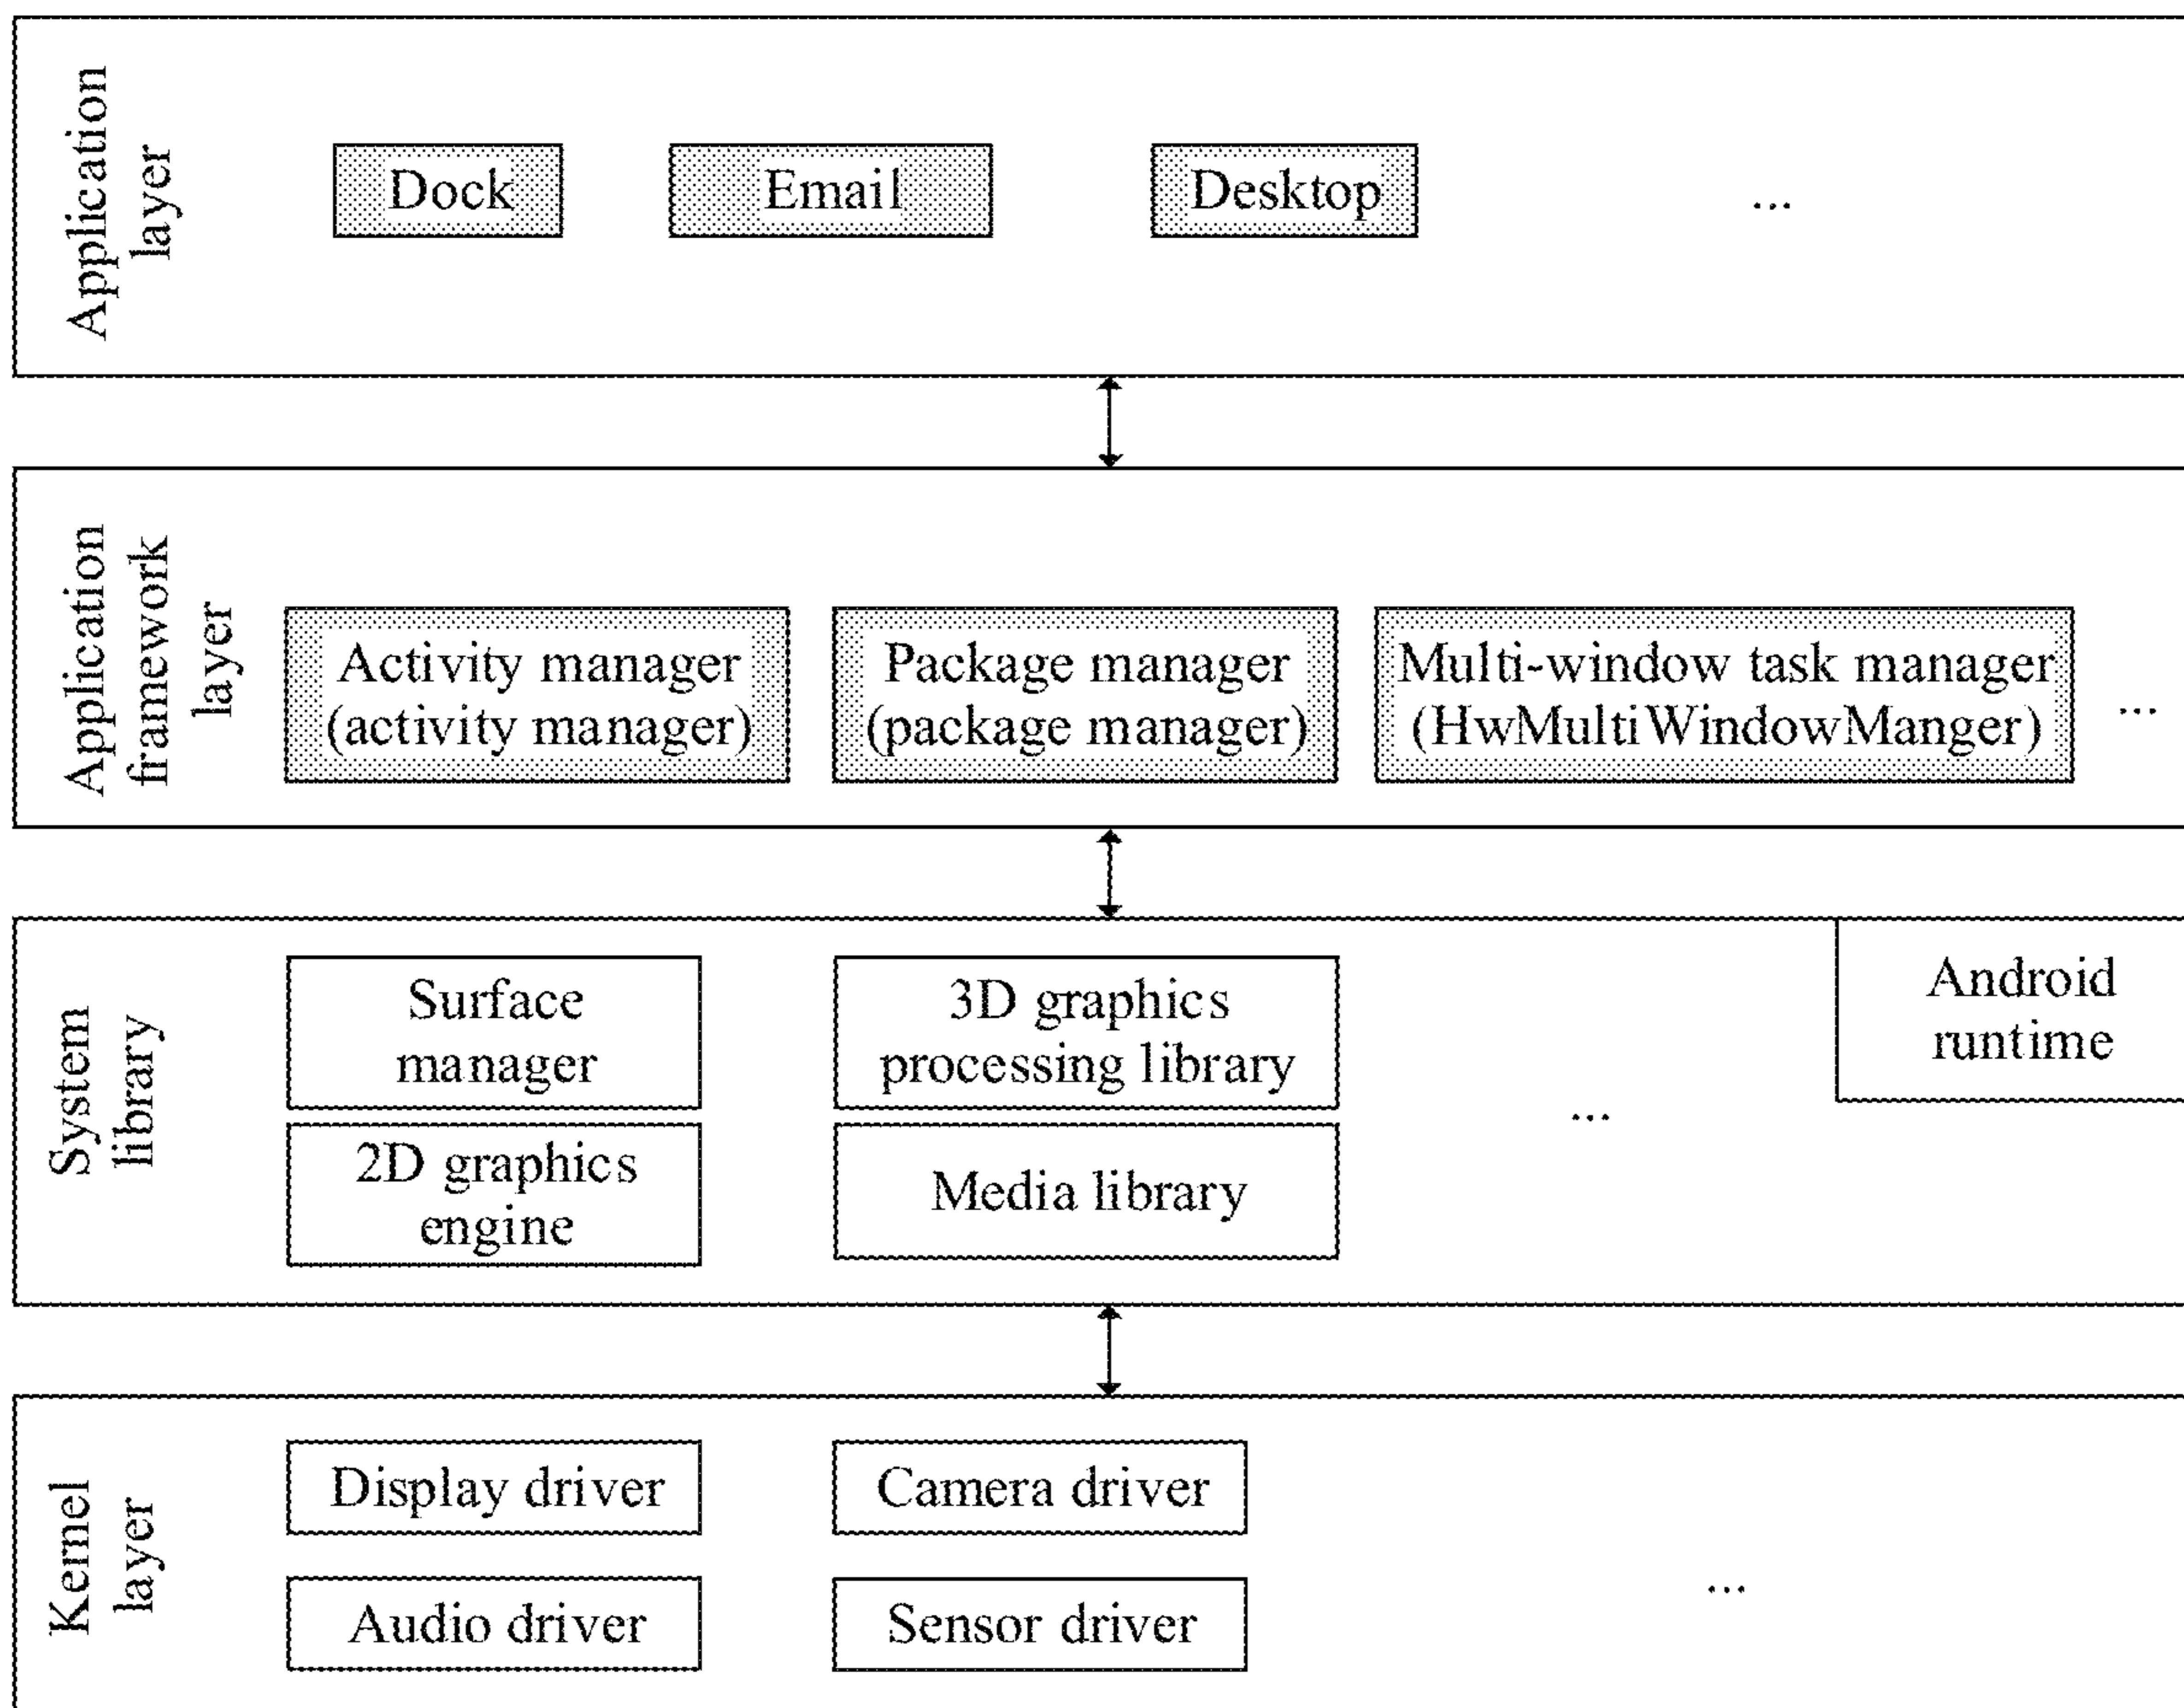 Application
layer
Dock
Email
Desktop
...
Application
framework
layer
Activity manager
(activity manager)
Package manager
(package manager)
Multi-window task manager
(HwMultiWindowManger)
...
System
library
Surface
manager
3D graphics
processing library
2D graphics
engine
Media library
...
Android
runtime
Kernel
layer
Display driver
Camera driver
Audio driver
Sensor driver
...